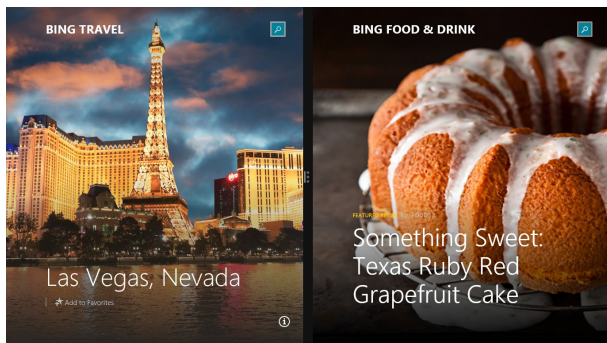 BING TRAVEL
Las Vegas, Nevada
Add to Favorites
BING FOOD & DRINK
Something Sweet:
Texas Ruby Red
Grapefruit Cake